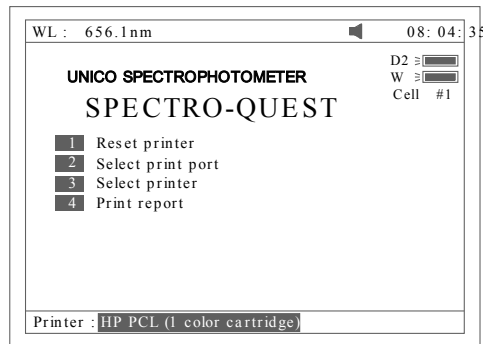 WL : 656.1nm 08: 04: 35
D2
UNICO SPECTROPHOTOMETER W
SPECTRO-QUEST Cell #1
1 Reset printer
2 Select print port
3 Select printer
4 Print report
Printer : HP PCL (1 color cartridge)